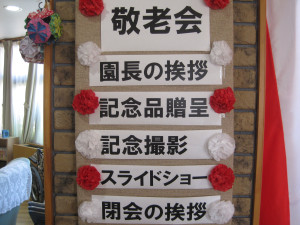 敬老会
園長の挨拶
記念品贈呈
記念撮影
スライドショー
閉会の挨拶